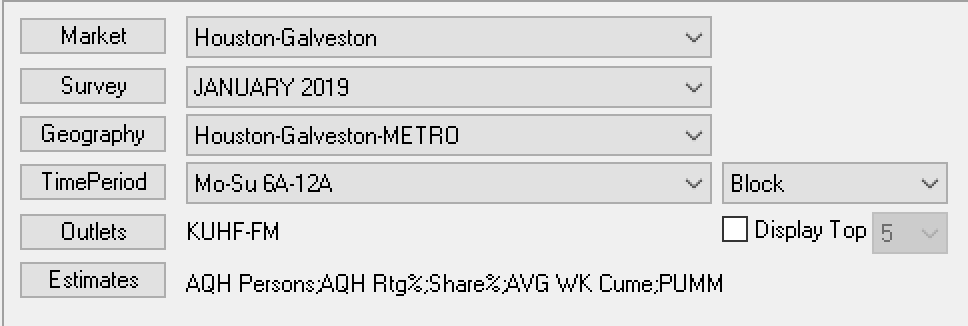 Market Houston-Galveston
Survey JANUARY 2019
Geography Houston-Galveston-METRO
TimePeriod Mo-Su 6A-12A Block
Outlets KUHF-FM Display Top 5
Estimates AQH Persons;AQH Rtg%;Share%;AVG WK Cume;PUMM